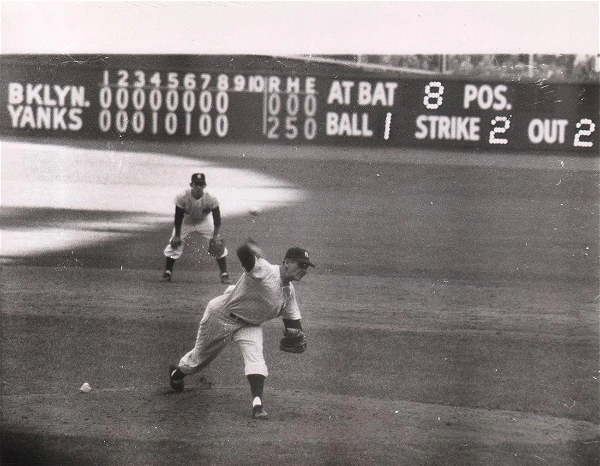 1 2 3 4 5 6 7 8 9 10 R H E
BKLYN. 0 0 0 0 0 0 0 0 0 0 0 AT BAT 8 POS.
YANKS 0 0 0 1 0 1 0 0 2 5 0 BALL 1 STRIKE 2 OUT 2